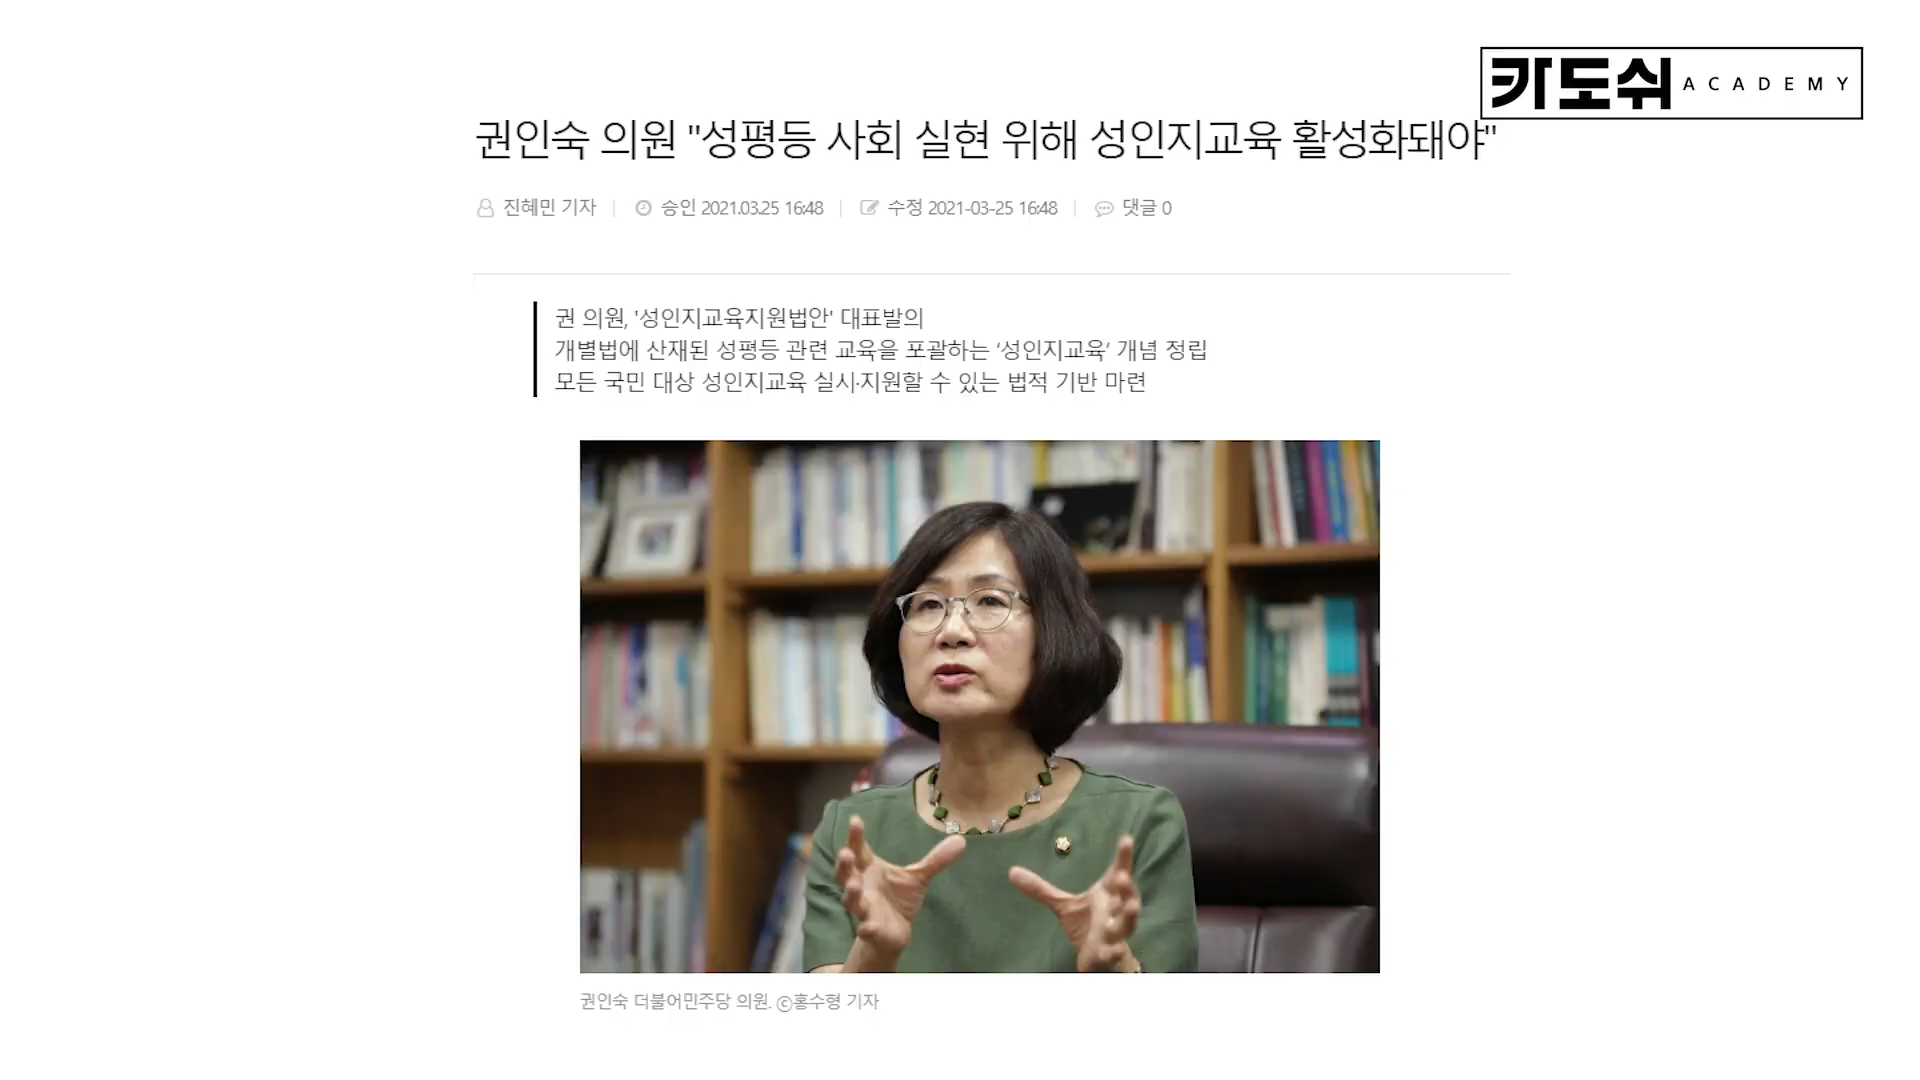 카도쉬 ACADEMY
권인숙 의원 "성평등 사회 실현 위해 성인지교육 활성화돼야"
진혜민 기자 | 승인 2021.03.25 16:48 | 수정 2021-03-25 16:48 | 댓글 0
권 의원, '성인지교육지원법안' 대표발의
개별법에 산재된 성평등 관련 교육을 포괄하는 ‘성인지교육’ 개념 정립
모든 국민 대상 성인지교육 실시·지원할 수 있는 법적 기반 마련
권인숙 더불어민주당 의원. ©홍수형 기자